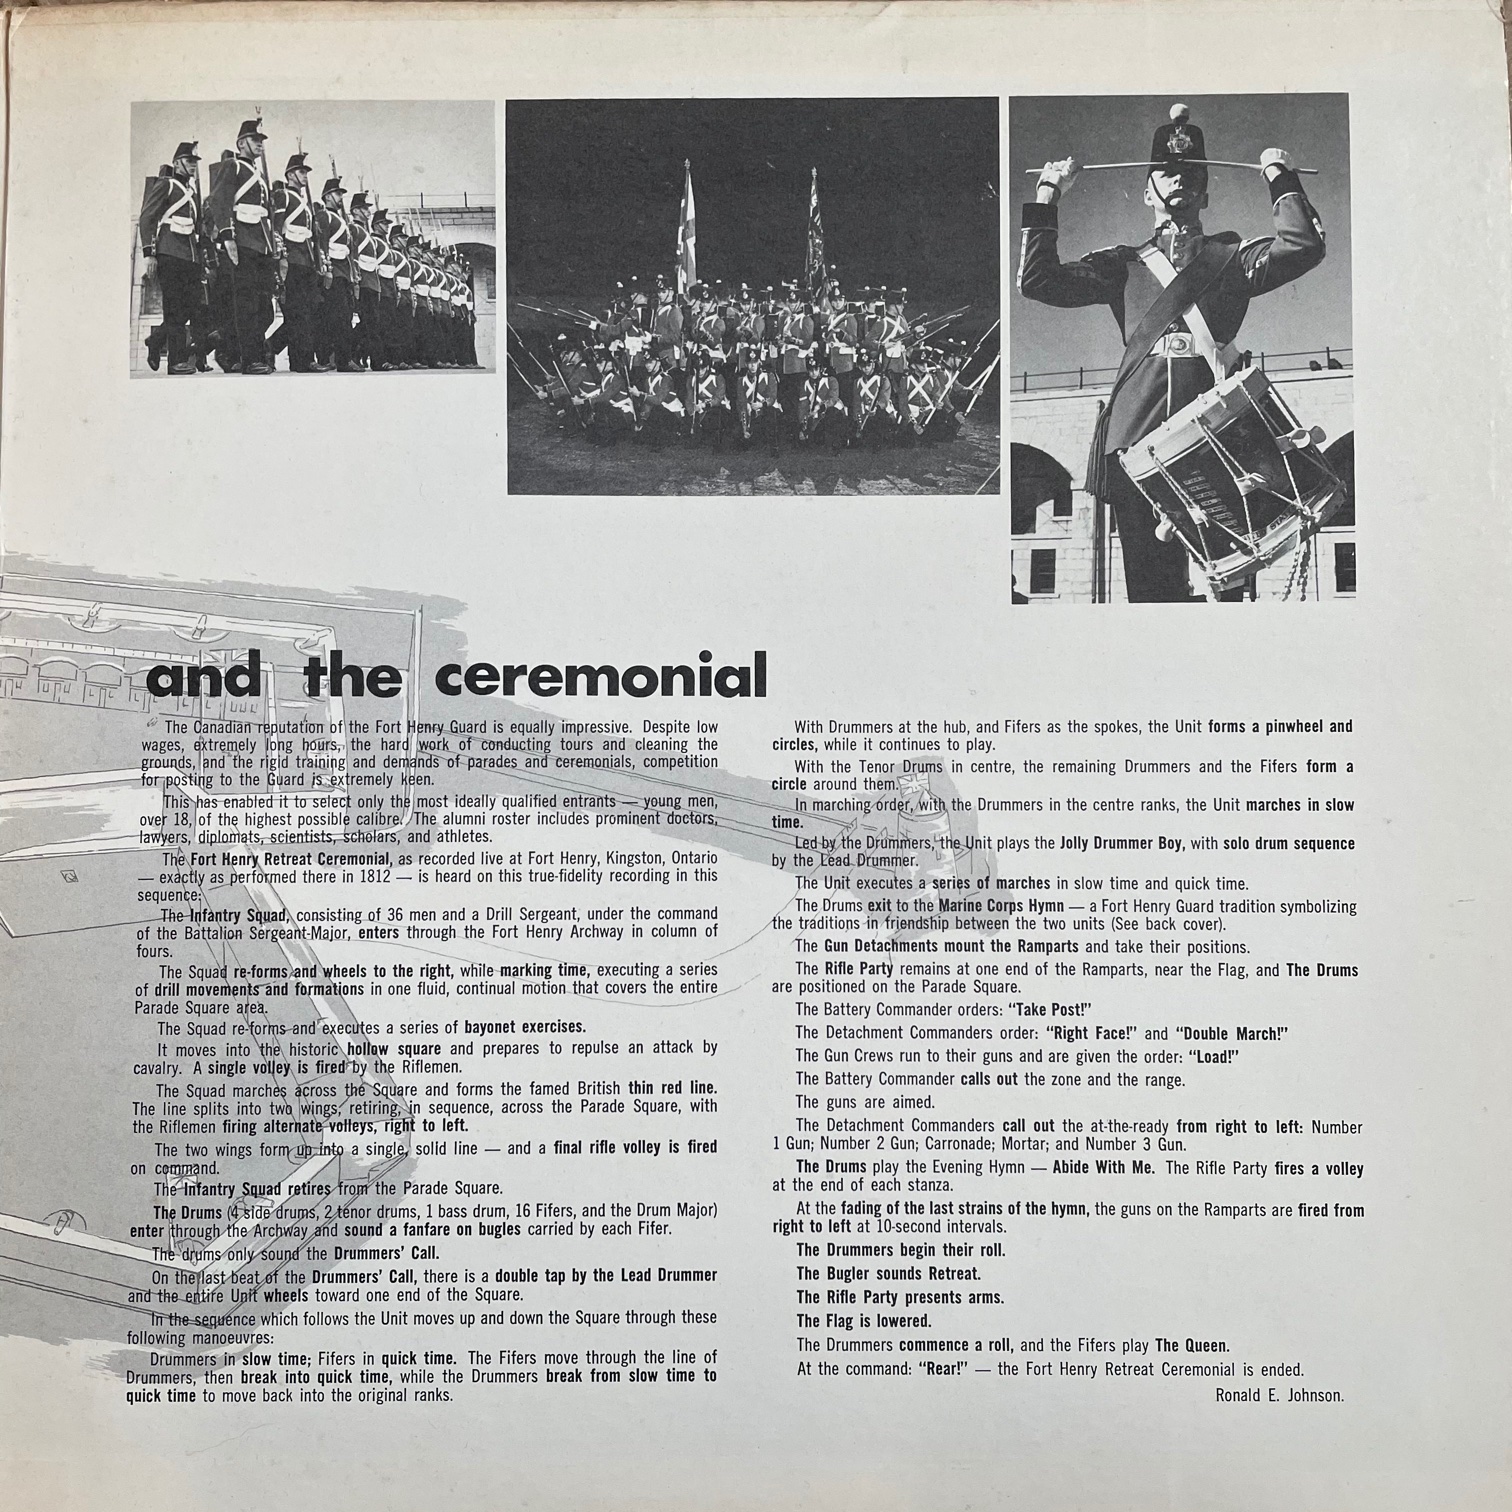 and the ceremonial
The Canadian reputation of the Fort Henry Guard is equally impressive. Despite low
wages, extremely long hours, the hard work of conducting tours and cleaning the
grounds, and the rigid training and demands of parades and ceremonials, competition
for posting to the Guard is extremely keen.
This has enabled it to select only the most ideally qualified entrants — young men,
over 18, of the highest possible calibre. The alumni roster includes prominent doctors,
lawyers, diplomats, scientists, scholars, and athletes.
The Fort Henry Retreat Ceremonial, as recorded live at Fort Henry, Kingston, Ontario
— exactly as performed there in 1812 — is heard on this true-fidelity recording in this
sequence:
The Infantry Squad, consisting of 36 men and a Drill Sergeant, under the command
of the Battalion Sergeant-Major, enters through the Fort Henry Archway in column of
fours.
The Squad re-forms and wheels to the right, while marking time, executing a series
of drill movements and formations in one fluid, continual motion that covers the entire
Parade Square area.
The Squad re-forms and executes a series of bayonet exercises.
It moves into the historic hollow square and prepares to repulse an attack by
cavalry. A single volley is fired by the Riflemen.
The Squad marches across the Square and forms the famed British thin red line.
The line splits into two wings, retiring, in sequence, across the Parade Square, with
the Riflemen firing alternate volleys, right to left.
The two wings form up into a single, solid line — and a final rifle volley is fired
on command.
The Infantry Squad retires from the Parade Square.
The Drums (4 side drums, 2 tenor drums, 1 bass drum, 16 Fifers, and the Drum Major)
enter through the Archway and sound a fanfare on bugles carried by each Fifer.
The drums only sound the Drummers' Call.
On the last beat of the Drummers' Call, there is a double tap by the Lead Drummer
and the entire Unit wheels toward one end of the Square.
In the sequence which follows the Unit moves up and down the Square through these
following manoeuvres:
Drummers in slow time; Fifers in quick time. The Fifers move through the line of
Drummers, then break into quick time, while the Drummers break from slow time to
quick time to move back into the original ranks.
With Drummers at the hub, and Fifers as the spokes, the Unit forms a pinwheel and
circles, while it continues to play.
With the Tenor Drums in centre, the remaining Drummers and the Fifers form a
circle around them.
In marching order, with the Drummers in the centre ranks, the Unit marches in slow
time.
Led by the Drummers, the Unit plays the Jolly Drummer Boy, with solo drum sequence
by the Lead Drummer.
The Unit executes a series of marches in slow time and quick time.
The Drums exit to the Marine Corps Hymn — a Fort Henry Guard tradition symbolizing
the traditions in friendship between the two units (See back cover).
The Gun Detachments mount the Ramparts and take their positions.
The Rifle Party remains at one end of the Ramparts, near the Flag, and The Drums
are positioned on the Parade Square.
The Battery Commander orders: "Take Post!"
The Detachment Commanders order: "Right Face!" and "Double March!"
The Gun Crews run to their guns and are given the order: "Load!"
The Battery Commander calls out the zone and the range.
The guns are aimed.
The Detachment Commanders call out the at-the-ready from right to left: Number
1 Gun; Number 2 Gun; Carronade; Mortar; and Number 3 Gun.
The Drums play the Evening Hymn — Abide With Me. The Rifle Party fires a volley
at the end of each stanza.
At the fading of the last strains of the hymn, the guns on the Ramparts are fired from
right to left at 10-second intervals.
The Drummers begin their roll.
The Bugler sounds Retreat.
The Rifle Party presents arms.
The Flag is lowered.
The Drummers commence a roll, and the Fifers play The Queen.
At the command: "Rear!" — the Fort Henry Retreat Ceremonial is ended.
Ronald E. Johnson.